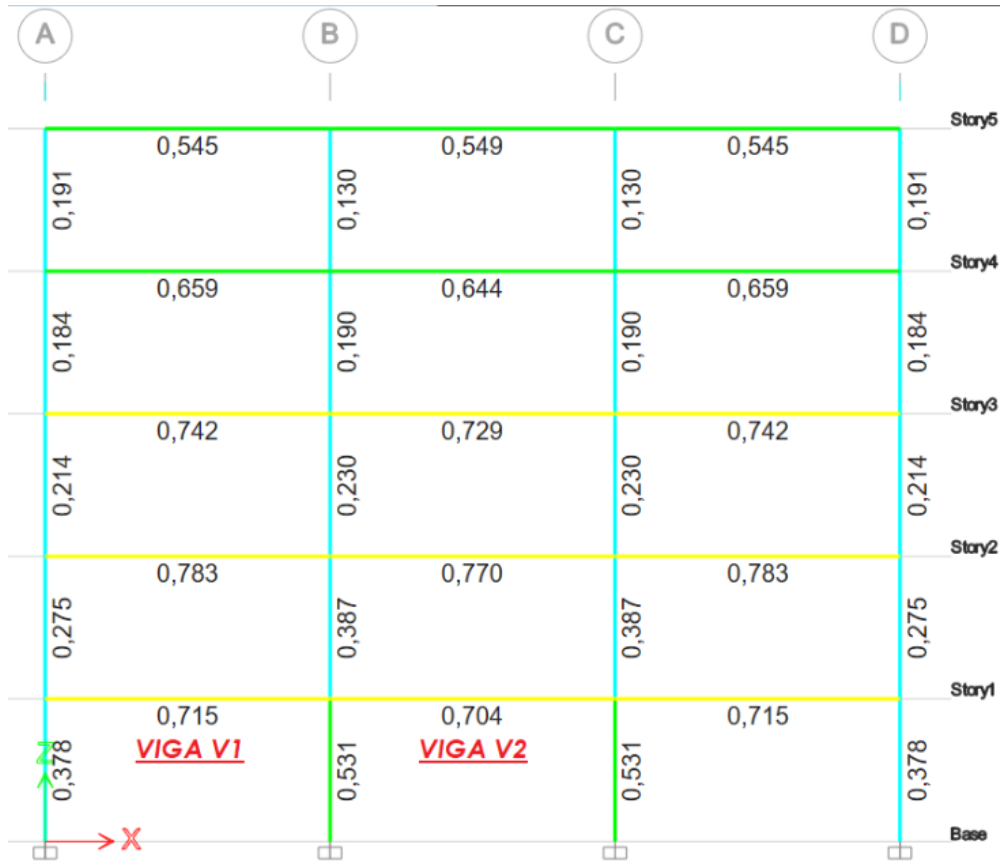 A B C D
Story5
0,545 0,549 0,545
0,191 0,130 0,130 0,191
Story4
0,659 0,644 0,659
0,184 0,190 0,190 0,184
Story3
0,742 0,729 0,742
0,214 0,230 0,230 0,214
Story2
0,783 0,770 0,783
0,275 0,387 0,387 0,275
Story1
0,715 0,704 0,715
VIGA V1 VIGA V2
Z
0,378 0,531 0,531 0,378
X
Base